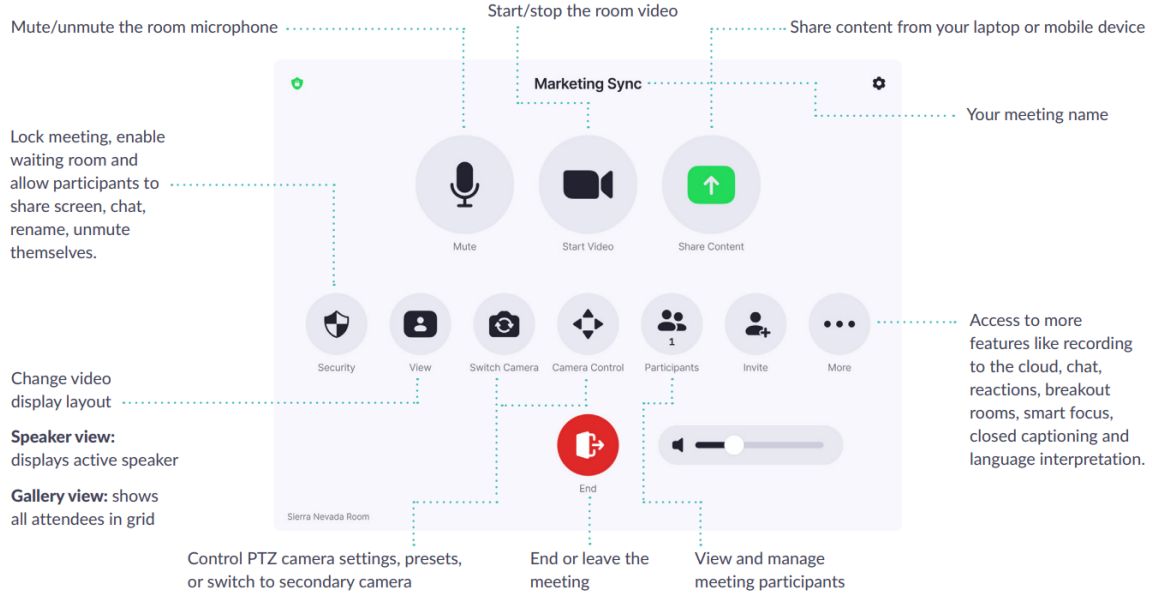 Start/stop the room video
Mute/unmute the room microphone
Share content from your laptop or mobile device
Marketing Sync
Your meeting name
Lock meeting, enable
waiting room and
allow participants to
share screen, chat,
rename, unmute
themselves.
Mute
Start Video
Share Content
1
Security
View
Switch Camera
Camera Control
Participants
Invite
More
Access to more
features like recording
to the cloud, chat,
reactions, breakout
rooms, smart focus,
closed captioning and
language interpretation.
Change video
display layout
Speaker view:
displays active speaker
Gallery view: shows
all attendees in grid
End
Sierra Nevada Room
Control PTZ camera settings, presets,
or switch to secondary camera
End or leave the
meeting
View and manage
meeting participants